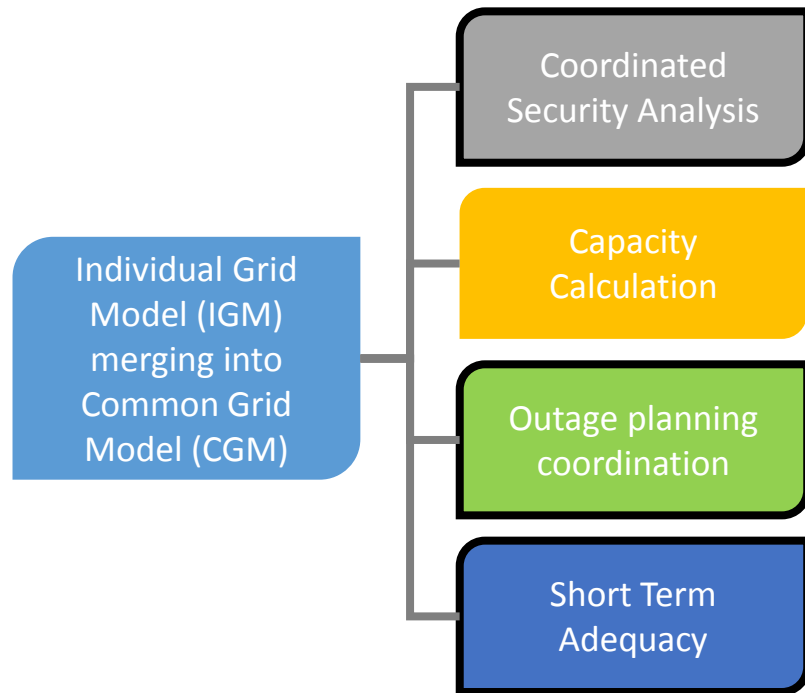 Individual Grid
Model (IGM)
merging into
Common Grid
Model (CGM)
Coordinated
Security Analysis
Capacity
Calculation
Outage planning
coordination
Short Term
Adequacy